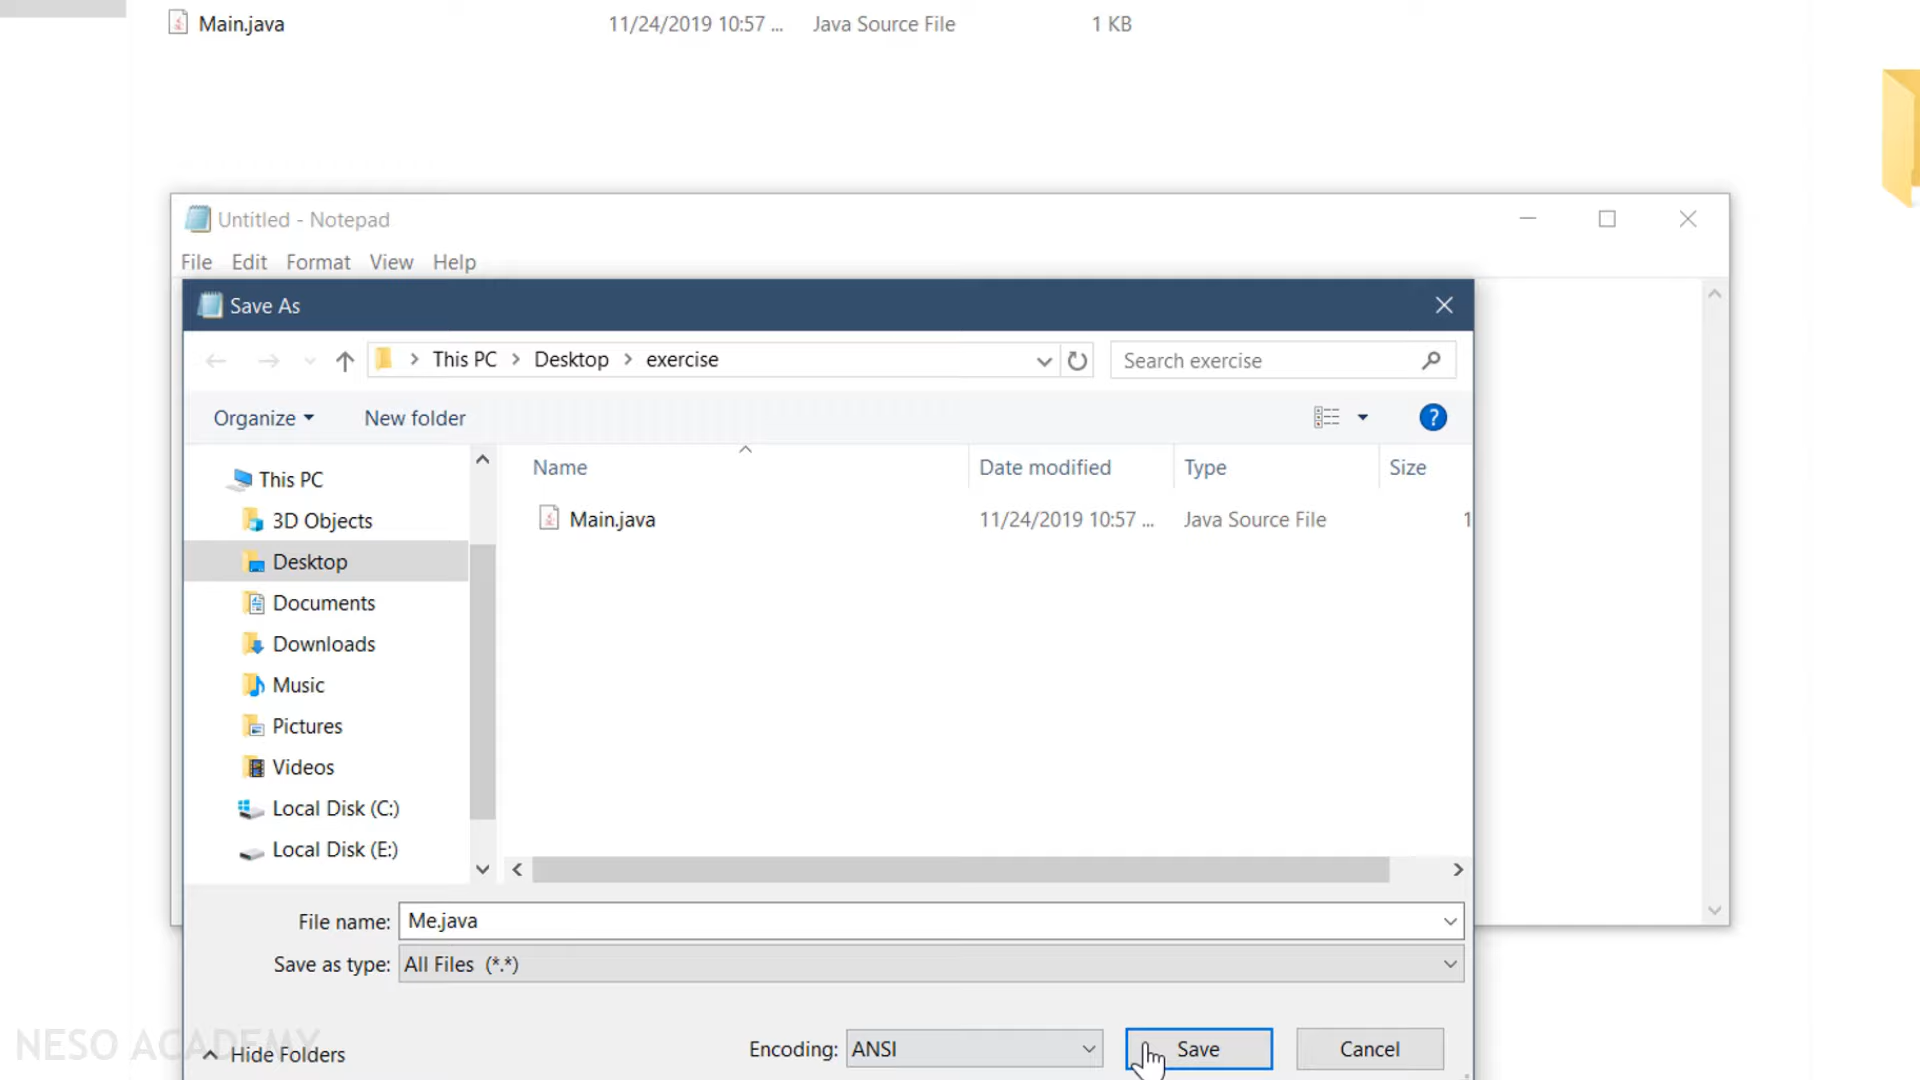 Main.java 11/24/2019 10:57 ... Java Source File 1 KB
Untitled - Notepad
File Edit Format View Help
Save As
This PC Desktop exercise
Search exercise
Organize New folder
?
This PC
3D Objects
Desktop
Documents
Downloads
Music
Pictures
Videos
Local Disk (C:)
Local Disk (E:)
Name Date modified Type Size
Main.java 11/24/2019 10:57 ... Java Source File 1
File name: Me.java
Save as type: All Files (*.*)
NESO ACADEMY
Hide Folders
Encoding: ANSI Save Cancel